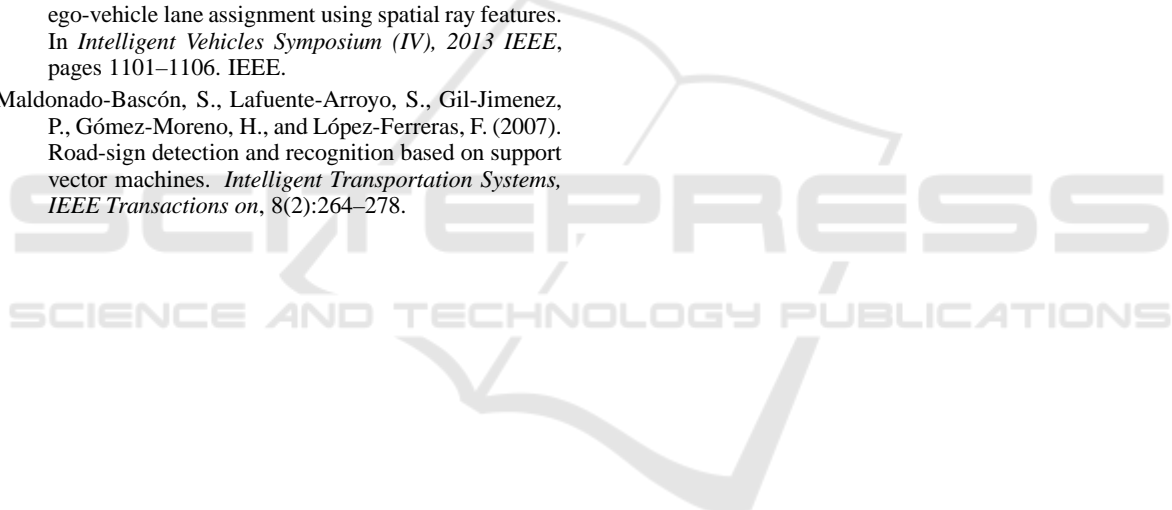 ego-vehicle lane assignment using spatial ray features.
In Intelligent Vehicles Symposium (IV), 2013 IEEE,
pages 1101–1106. IEEE.
Maldonado-Bascón, S., Lafuente-Arroyo, S., Gil-Jimenez,
P., Gómez-Moreno, H., and López-Ferreras, F. (2007).
Road-sign detection and recognition based on support
vector machines. Intelligent Transportation Systems,
IEEE Transactions on, 8(2):264–278.
SCITEPRESS
SCIENCE AND TECHNOLOGY PUBLICATIONS